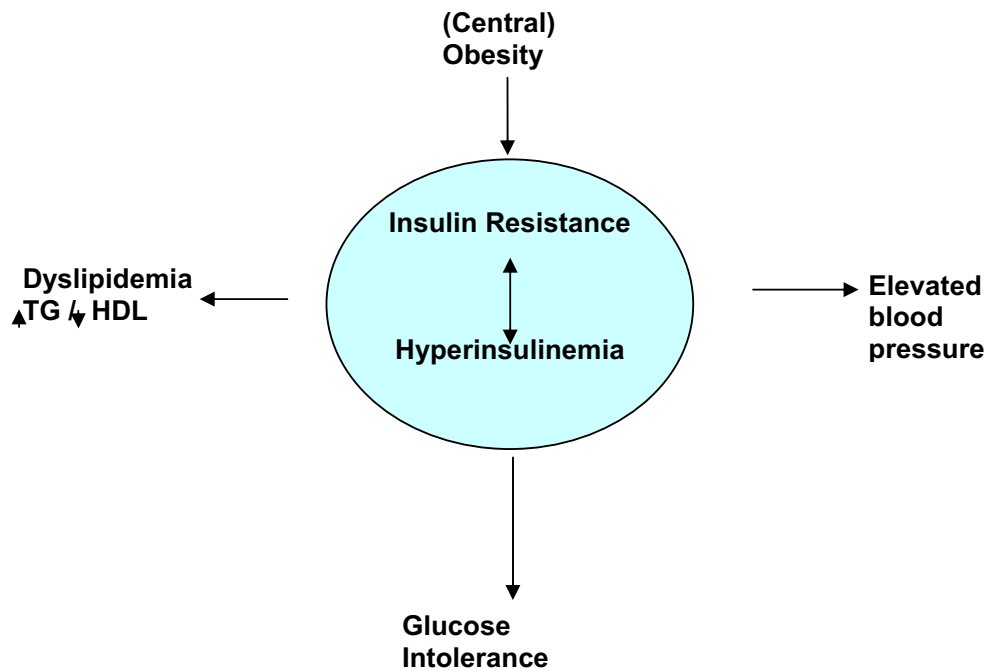 (Central)
Obesity
Insulin Resistance
Dyslipidemia
↑TG /↓ HDL
Elevated
blood
pressure
Hyperinsulinemia
Glucose
Intolerance